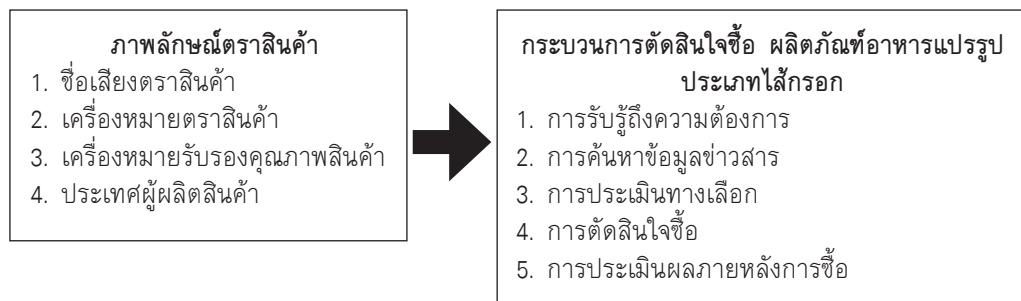 ภาพลักษณ์ตราสินค้า
1. ชื่อเสียงตราสินค้า
2. เครื่องหมายตราสินค้า
3. เครื่องหมายรับรองคุณภาพสินค้า
4. ประเทศผู้ผลิตสินค้า
กระบวนการตัดสินใจซื้อ ผลิตภัณฑ์อาหารแปรรูป
ประเภทไส้กรอก
1. การรับรู้ถึงความต้องการ
2. การค้นหาข้อมูลข่าวสาร
3. การประเมินทางเลือก
4. การตัดสินใจซื้อ
5. การประเมินผลภายหลังการซื้อ